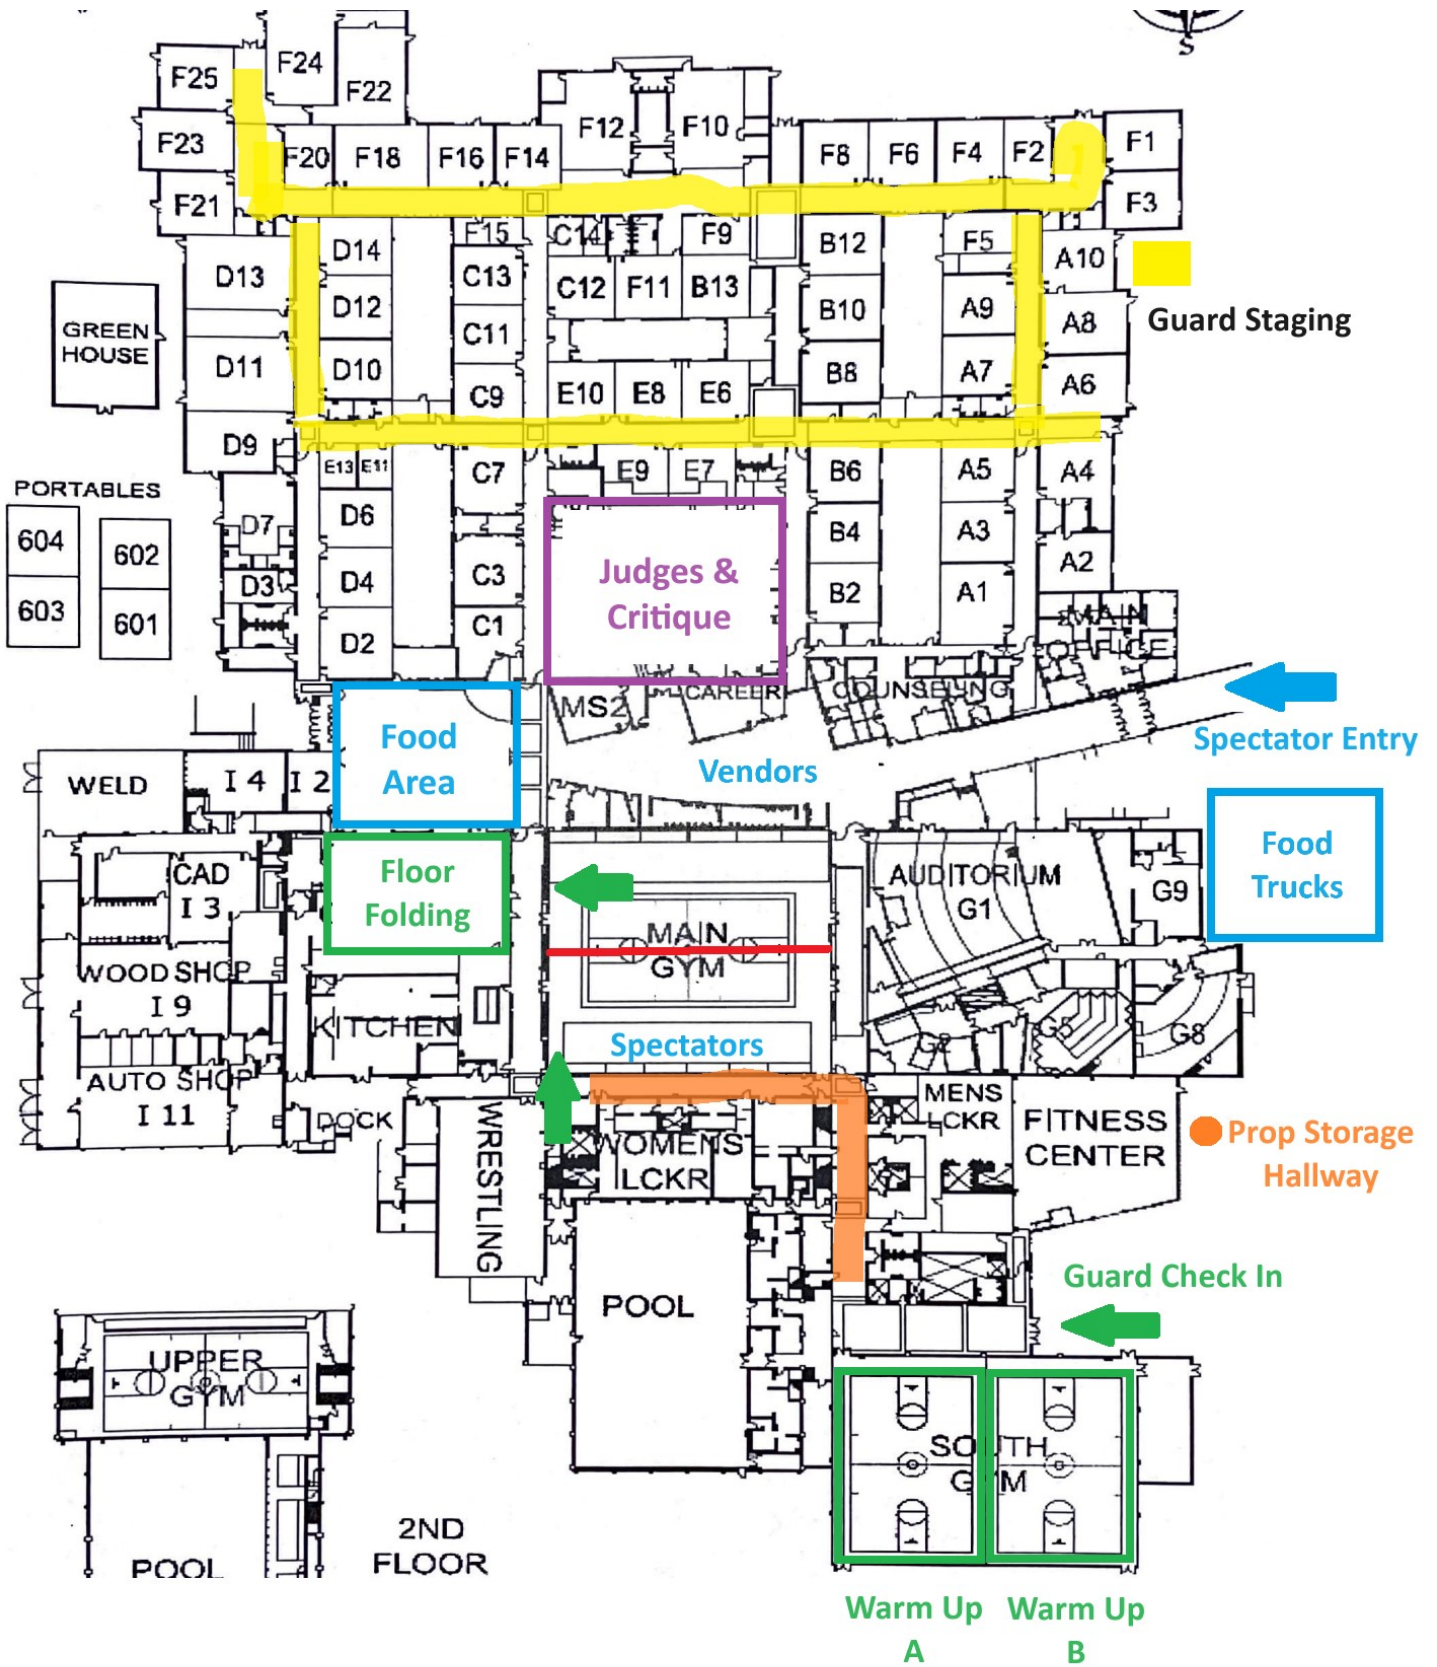 S
F25
F24
F22
F23
F20
F18
F16
F14
F12
F10
F8
F6
F4
F2
F1
F21
F3
D13
D14
F15
C14
F9
B12
F5
A10
C13
C12
F11
B13
GREEN
HOUSE
D12
C11
B10
A9
A8
Guard Staging
D11
D10
C9
E10
E8
E6
B8
A7
A6
D9
E13
E11
C7
E9
E7
B6
A5
A4
PORTABLES
604
602
603
601
D7
D6
B4
A3
D3
D4
C3
Judges &
Critique
B2
A1
A2
D2
C1
MAIN
OFFICE
MS2
CAREER
COUNSELING
Spectator Entry
WELD
I 4
I 2
Food
Area
Vendors
Food
Trucks
CAD
I 3
Floor
Folding
AUDITORIUM
G1
G9
MAIN
GYM
WOOD SHOP
I 9
KITCHEN
Spectators
G2
G5
G8
AUTO SHOP
I 11
DOCK
WRESTLING
WOMENS
LCKR
MENS
LCKR
FITNESS
CENTER
Prop Storage
Hallway
Guard Check In
POOL
UPPER
GYM
SOUTH
GYM
2ND
FLOOR
POOL
Warm Up
A
Warm Up
B